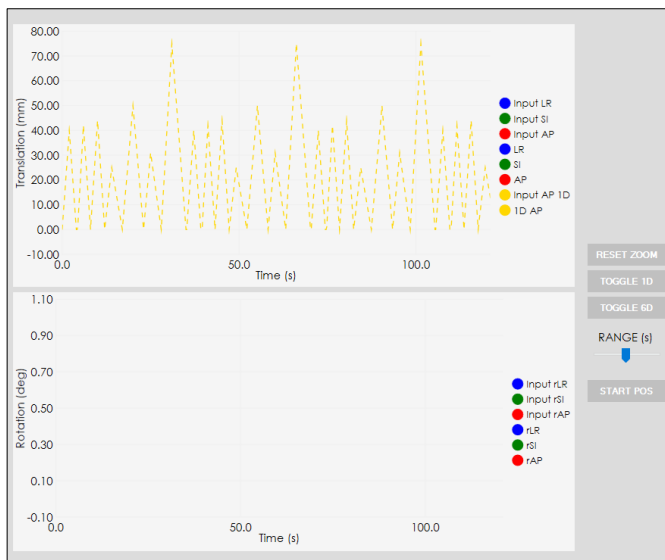 80.00
70.00
60.00
50.00
40.00
30.00
20.00
10.00
0.00
-10.00
Translation (mm)
0.0
50.0
100.0
Time (s)
Input LR
Input SI
Input AP
LR
SI
AP
Input AP 1D
1D AP
1.10
0.90
0.70
0.50
0.30
0.10
-0.10
Rotation (deg)
0.0
50.0
100.0
Time (s)
Input rLR
Input rSI
Input rAP
rLR
rSI
rAP
RESET ZOOM
TOGGLE 1D
TOGGLE 6D
RANGE (s)
START POS